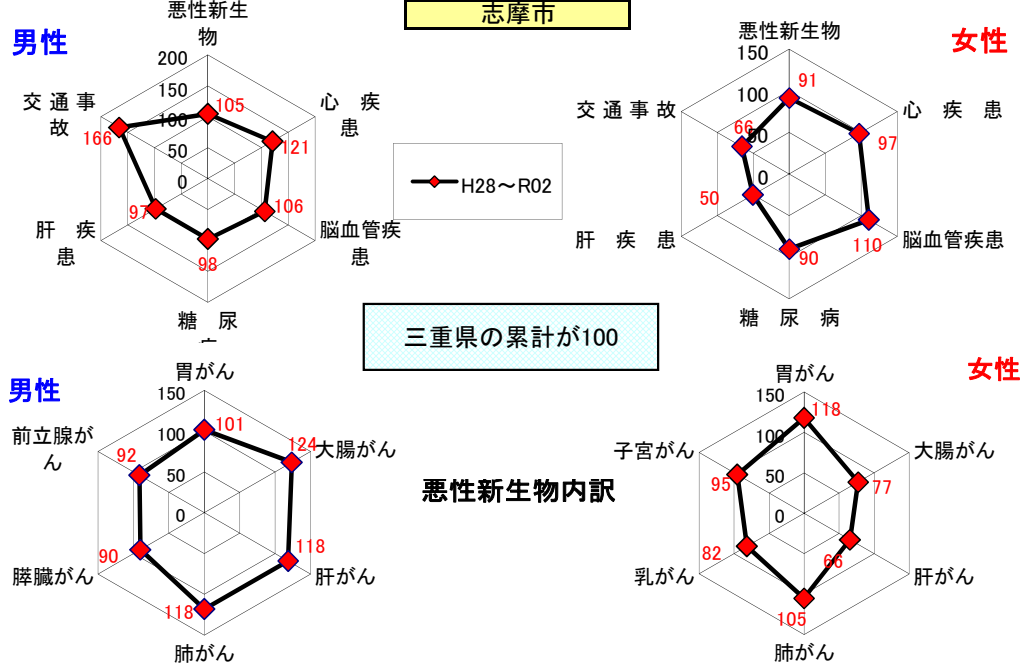 志摩市
男性
悪性新生
物
200
150
100
50
0
交通事
故
心 疾
患
肝 疾
患
脳血管疾
患
糖 尿
105
121
106
98
97
166
H28～R02
女性
悪性新生物
150
100
50
0
交通事故
心 疾 患
肝 疾 患
脳血管疾患
糖 尿 病
91
97
110
90
50
66
三重県の累計が100
男性
胃がん
150
100
50
0
前立腺が
ん
大腸がん
膵臓がん
肝がん
肺がん
101
124
118
118
90
92
悪性新生物内訳
女性
胃がん
150
100
50
0
子宮がん
大腸がん
乳がん
肝がん
肺がん
118
77
66
105
82
95